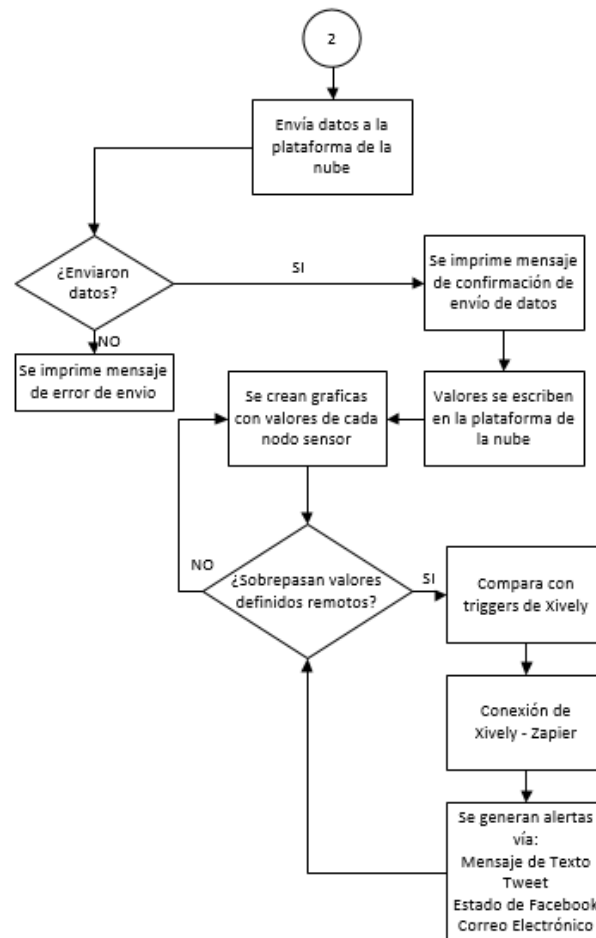 2
Envía datos a la
plataforma de la
nube
¿Enviaron
datos?
SI
Se imprime mensaje
de confirmación de
envío de datos
NO
Se imprime mensaje
de error de envio
Se crean graficas
con valores de cada
nodo sensor
Valores se escriben
en la plataforma de
la nube
NO
¿Sobrepasan valores
definidos remotos?
SI
Compara con
triggers de Xively
Conexión de
Xively - Zapier
Se generan alertas
vía:
Mensaje de Texto
Tweet
Estado de Facebook
Correo Electrónico